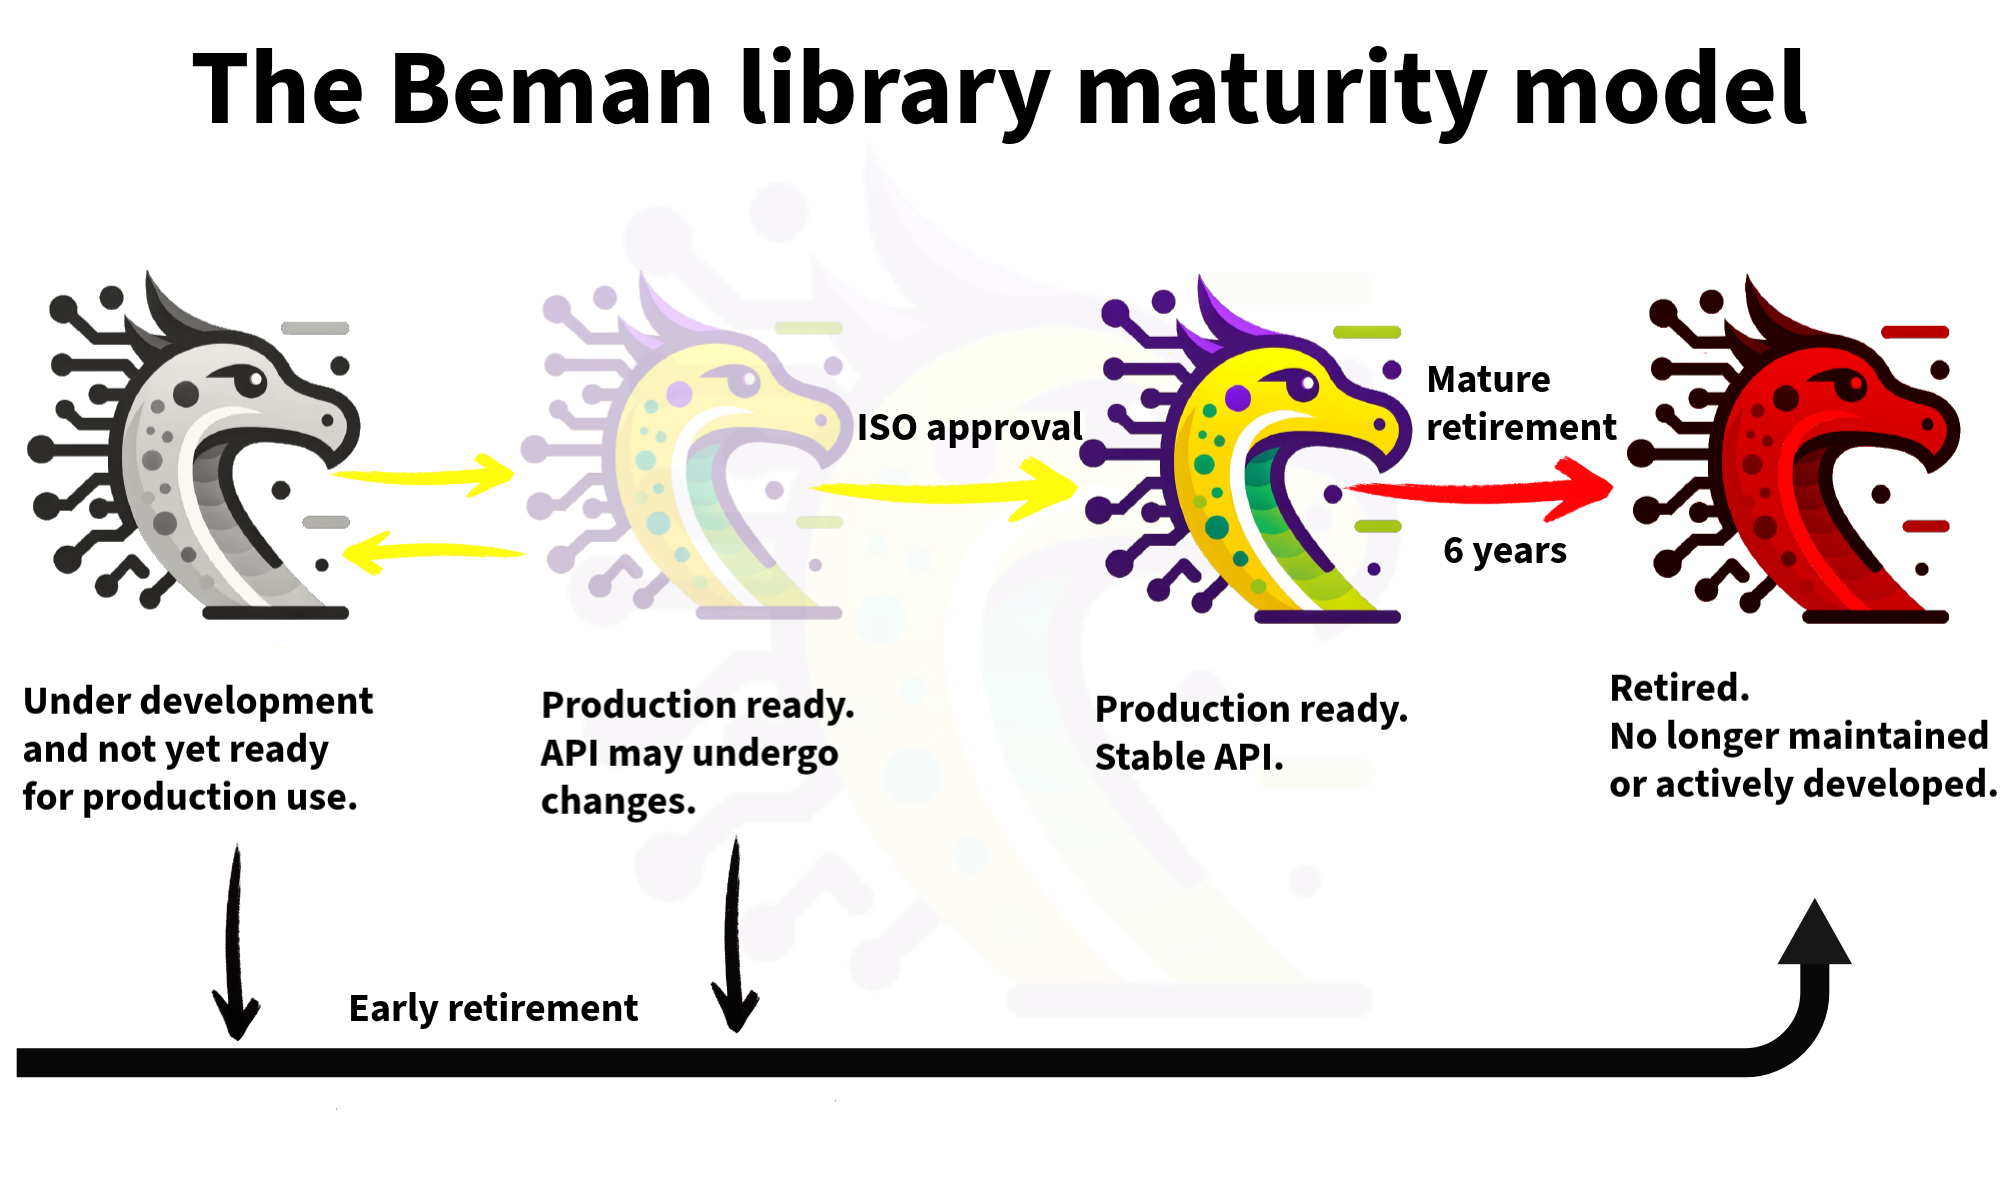 The Beman library maturity model
ISO approval
Mature
retirement
6 years
Under development
and not yet ready
for production use.
Production ready.
API may undergo
changes.
Production ready.
Stable API.
Retired.
No longer maintained
or actively developed.
Early retirement